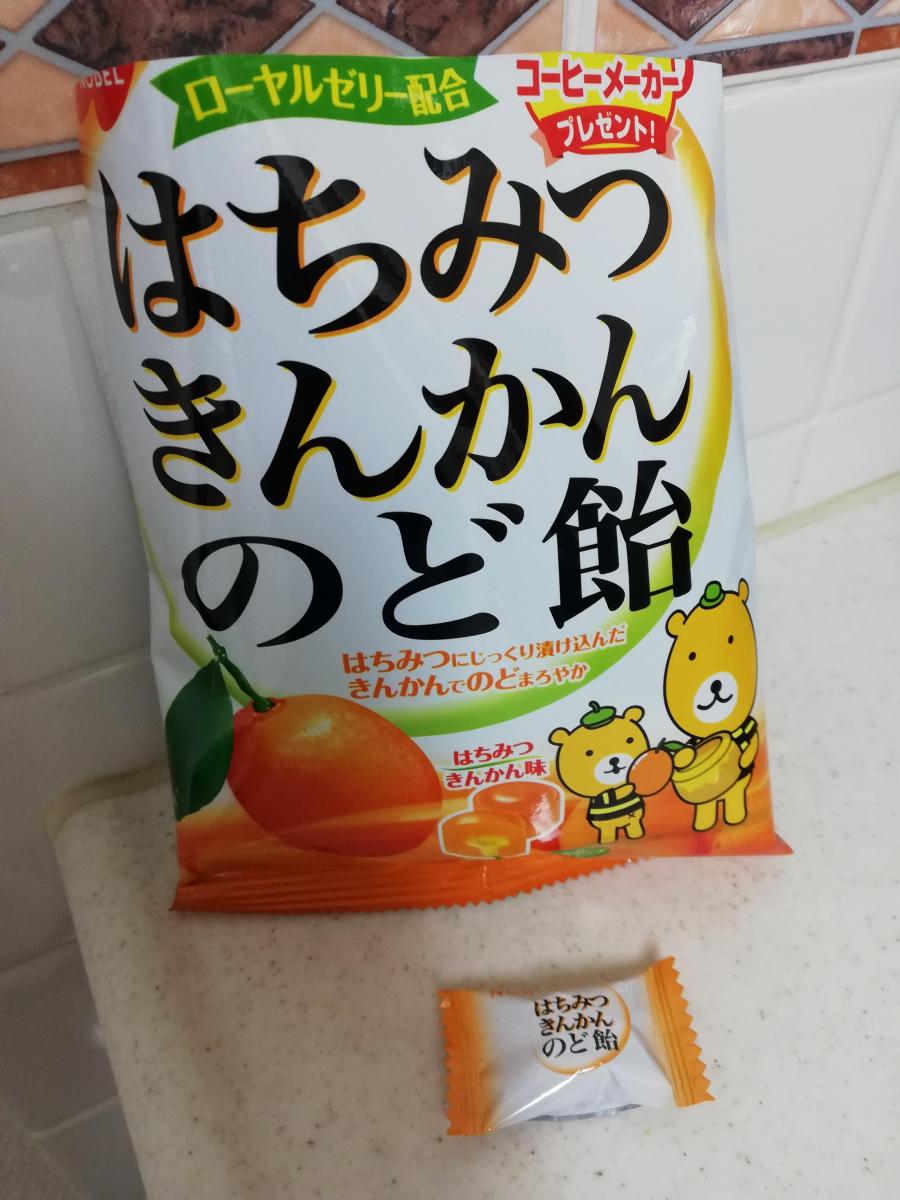 NOBEL
ローヤルゼリー配合
コーヒーメーカー
プレゼント!
はちみつ
きんかん
のど飴
はちみつにじっくり漬け込んだ
きんかんでのどまろやか
はちみつ
きんかん味
はちみつ
きんかん
のど飴